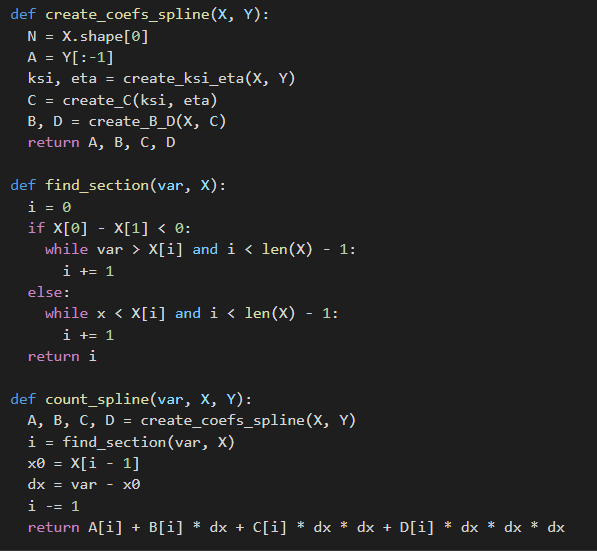 def create_coefs_spline(X, Y):
  N = X.shape[0]
  A = Y[:-1]
  ksi, eta = create_ksi_eta(X, Y)
  C = create_C(ksi, eta)
  B, D = create_B_D(X, C)
  return A, B, C, D

def find_section(var, X):
  i = 0
  if X[0] - X[1] < 0:
    while var > X[i] and i < len(X) - 1:
      i += 1
  else:
    while x < X[i] and i < len(X) - 1:
      i += 1
  return i

def count_spline(var, X, Y):
  A, B, C, D = create_coefs_spline(X, Y)
  i = find_section(var, X)
  x0 = X[i - 1]
  dx = var - x0
  i -= 1
  return A[i] + B[i] * dx + C[i] * dx * dx + D[i] * dx * dx * dx